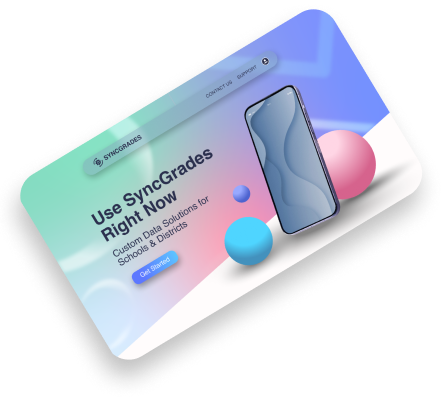 SYNCGRADES
CONTACT US SUPPORT
Use SyncGrades
Right Now
Custom Data Solutions for
Schools & Districts
Get Started